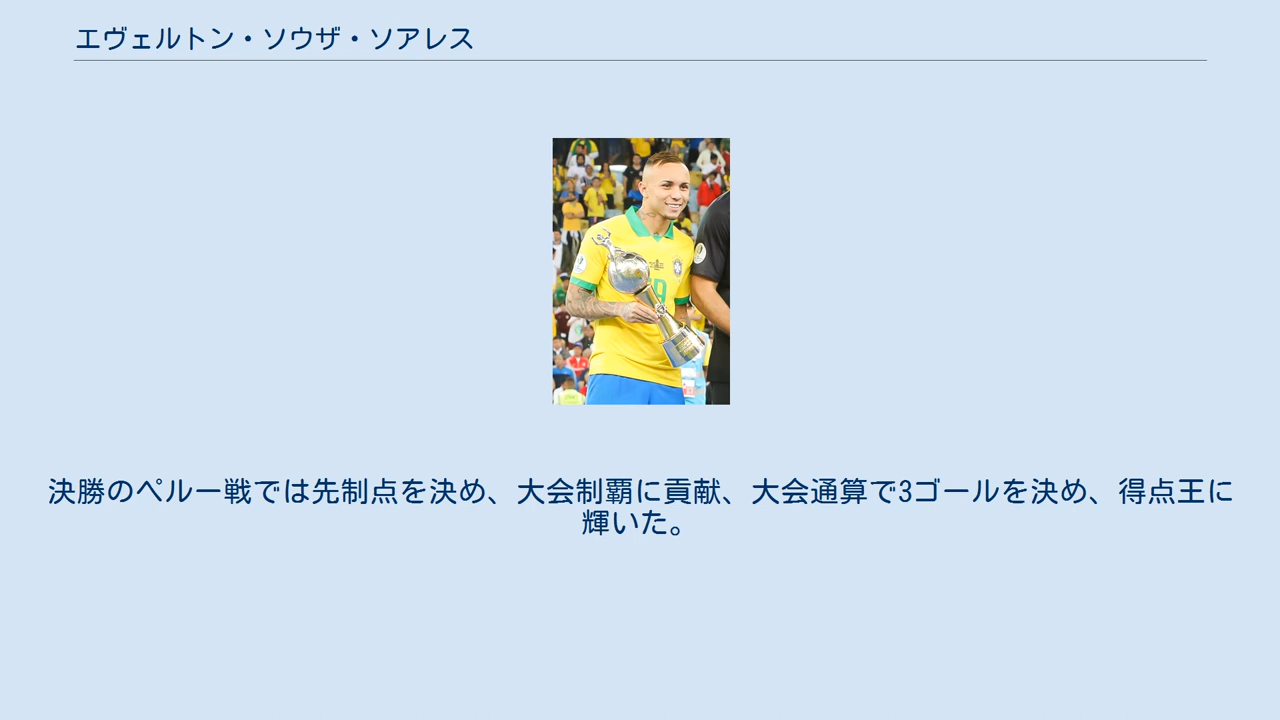 エヴェルトン・ソウザ・ソアレス
決勝のペルー戦では先制点を決め、大会制覇に貢献、大会通算で3ゴールを決め、得点王に
輝いた。